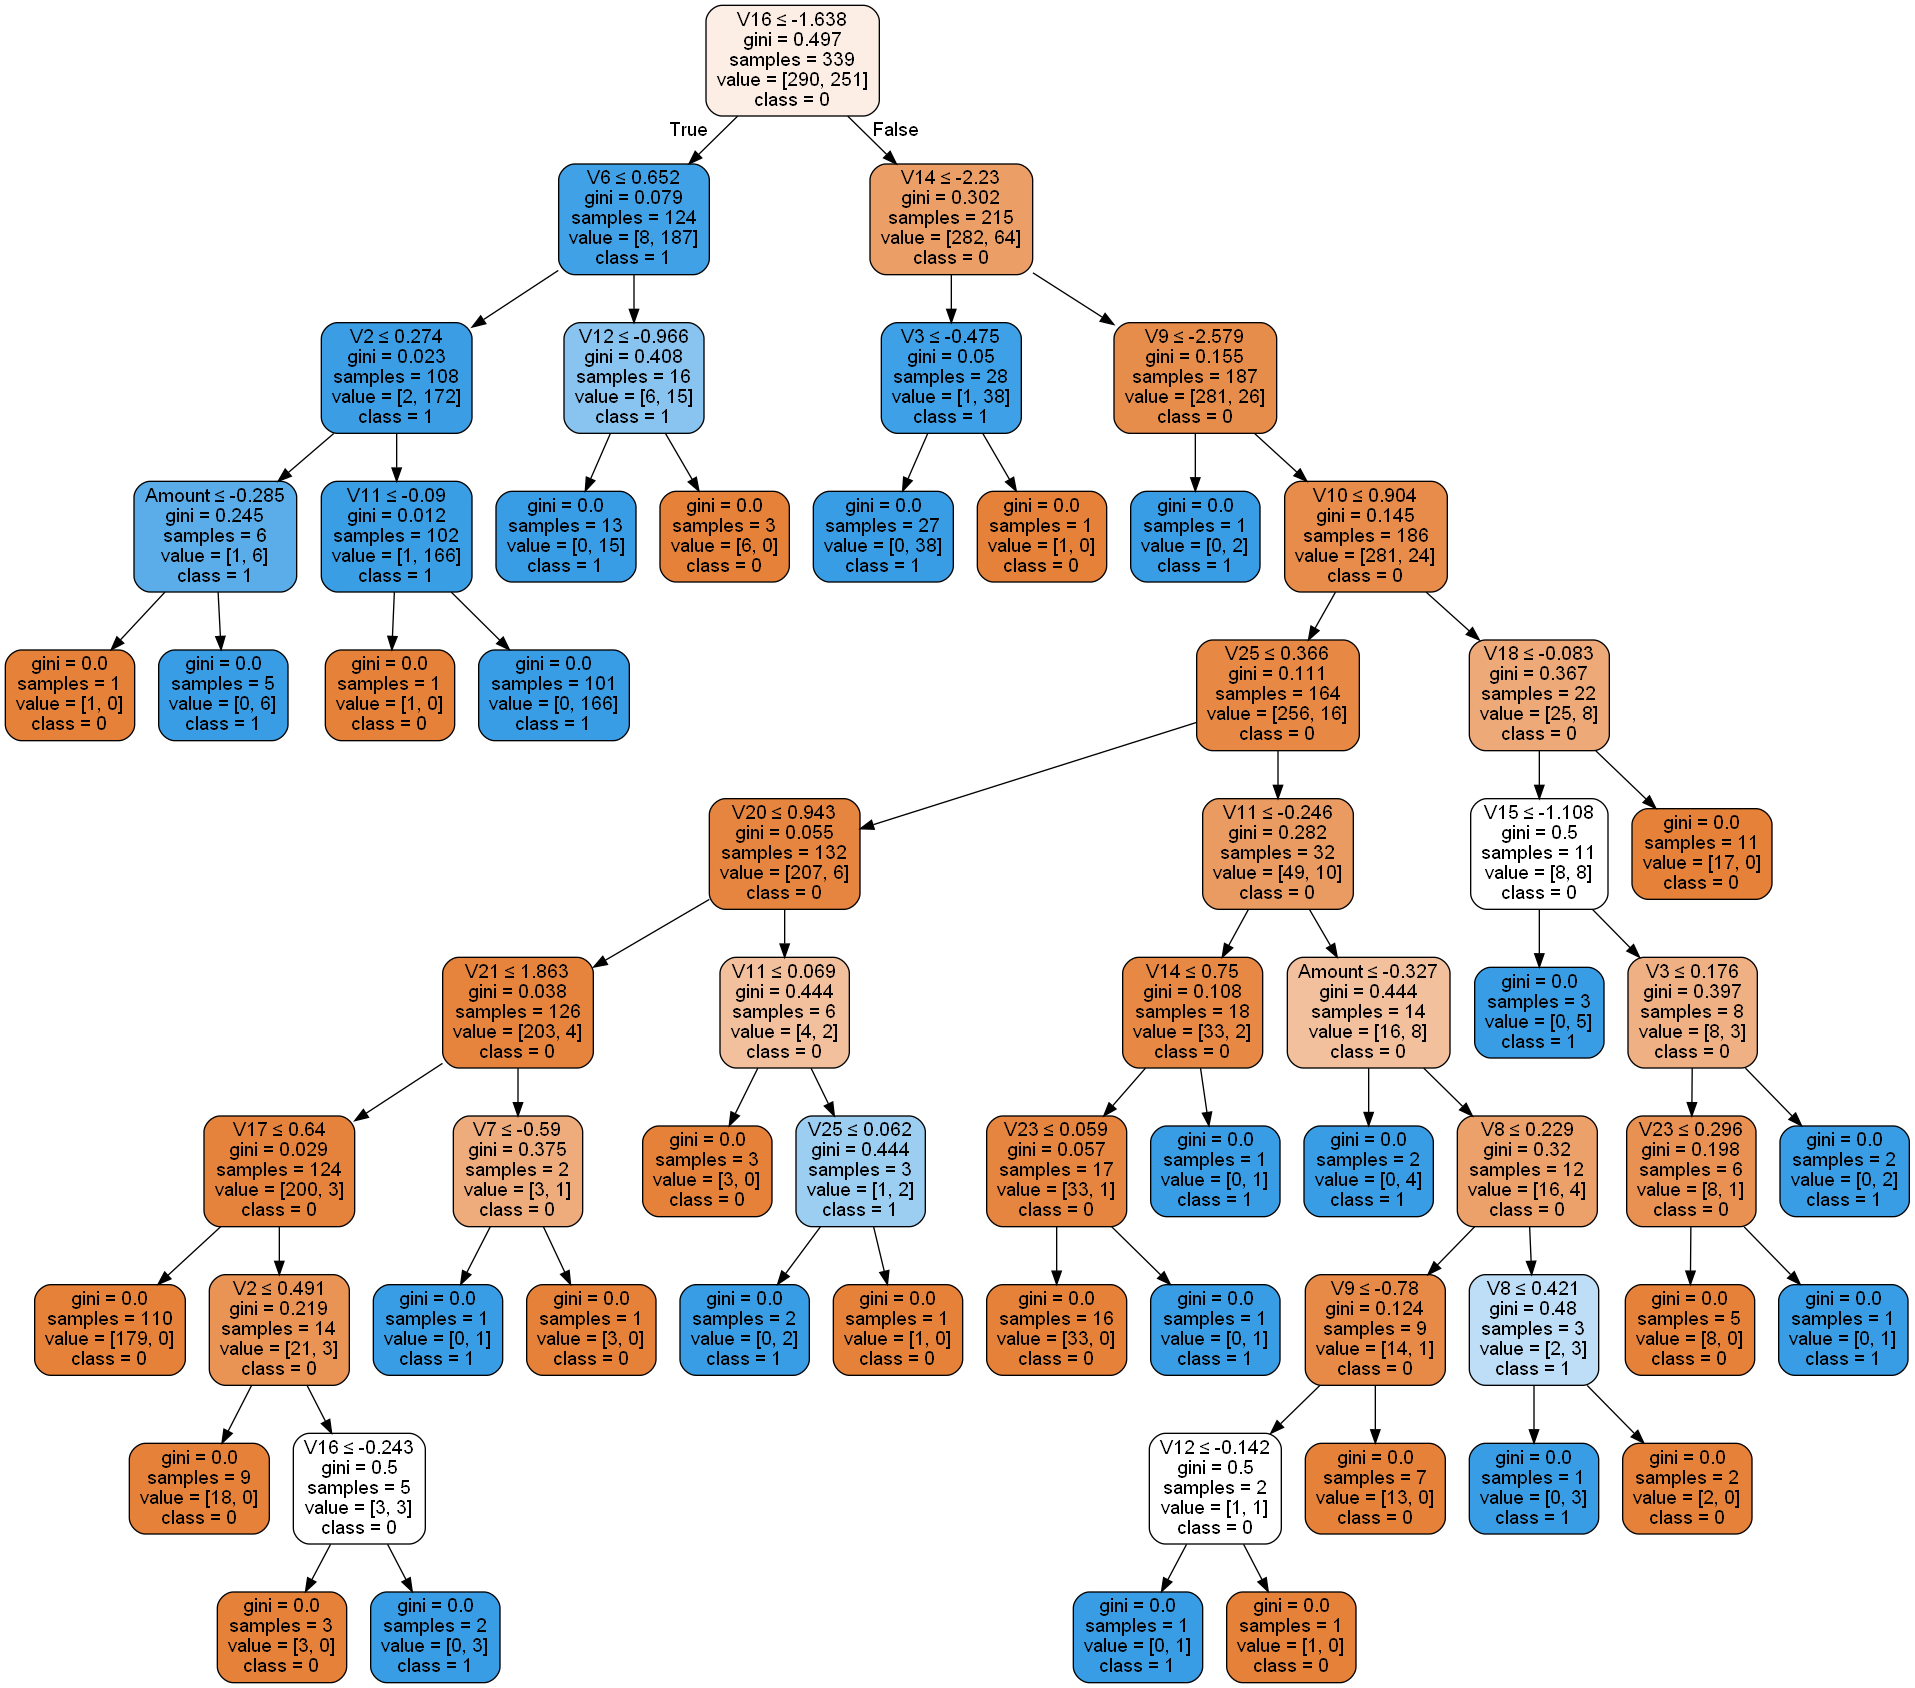 V16 ≤ -1.638
gini = 0.497
samples = 339
value = [290, 251]
class = 0
True
False
V6 ≤ 0.652
gini = 0.079
samples = 124
value = [8, 187]
class = 1
V14 ≤ -2.23
gini = 0.302
samples = 215
value = [282, 64]
class = 0
V2 ≤ 0.274
gini = 0.023
samples = 108
value = [2, 172]
class = 1
V12 ≤ -0.966
gini = 0.408
samples = 16
value = [6, 15]
class = 1
V3 ≤ -0.475
gini = 0.05
samples = 28
value = [1, 38]
class = 1
V9 ≤ -2.579
gini = 0.155
samples = 187
value = [281, 26]
class = 0
Amount ≤ -0.285
gini = 0.245
samples = 6
value = [1, 6]
class = 1
V11 ≤ -0.09
gini = 0.012
samples = 102
value = [1, 166]
class = 1
gini = 0.0
samples = 13
value = [0, 15]
class = 1
gini = 0.0
samples = 3
value = [6, 0]
class = 0
gini = 0.0
samples = 27
value = [0, 38]
class = 1
gini = 0.0
samples = 1
value = [1, 0]
class = 0
gini = 0.0
samples = 1
value = [0, 2]
class = 1
V10 ≤ 0.904
gini = 0.145
samples = 186
value = [281, 24]
class = 0
gini = 0.0
samples = 1
value = [1, 0]
class = 0
gini = 0.0
samples = 5
value = [0, 6]
class = 1
gini = 0.0
samples = 1
value = [1, 0]
class = 0
gini = 0.0
samples = 101
value = [0, 166]
class = 1
V25 ≤ 0.366
gini = 0.111
samples = 164
value = [256, 16]
class = 0
V18 ≤ -0.083
gini = 0.367
samples = 22
value = [25, 8]
class = 0
V20 ≤ 0.943
gini = 0.055
samples = 132
value = [207, 6]
class = 0
V11 ≤ -0.246
gini = 0.282
samples = 32
value = [49, 10]
class = 0
V15 ≤ -1.108
gini = 0.5
samples = 11
value = [8, 8]
class = 0
gini = 0.0
samples = 11
value = [17, 0]
class = 0
V21 ≤ 1.863
gini = 0.038
samples = 126
value = [203, 4]
class = 0
V11 ≤ 0.069
gini = 0.444
samples = 6
value = [4, 2]
class = 0
V14 ≤ 0.75
gini = 0.108
samples = 18
value = [33, 2]
class = 0
Amount ≤ -0.327
gini = 0.444
samples = 14
value = [16, 8]
class = 0
gini = 0.0
samples = 3
value = [0, 5]
class = 1
V3 ≤ 0.176
gini = 0.397
samples = 8
value = [8, 3]
class = 0
V17 ≤ 0.64
gini = 0.029
samples = 124
value = [200, 3]
class = 0
V7 ≤ -0.59
gini = 0.375
samples = 2
value = [3, 1]
class = 0
gini = 0.0
samples = 3
value = [3, 0]
class = 0
V25 ≤ 0.062
gini = 0.444
samples = 3
value = [1, 2]
class = 1
V23 ≤ 0.059
gini = 0.057
samples = 17
value = [33, 1]
class = 0
gini = 0.0
samples = 1
value = [0, 1]
class = 1
gini = 0.0
samples = 2
value = [0, 4]
class = 1
V8 ≤ 0.229
gini = 0.32
samples = 12
value = [16, 4]
class = 0
V23 ≤ 0.296
gini = 0.198
samples = 6
value = [8, 1]
class = 0
gini = 0.0
samples = 2
value = [0, 2]
class = 1
gini = 0.0
samples = 110
value = [179, 0]
class = 0
V2 ≤ 0.491
gini = 0.219
samples = 14
value = [21, 3]
class = 0
gini = 0.0
samples = 1
value = [0, 1]
class = 1
gini = 0.0
samples = 1
value = [3, 0]
class = 0
gini = 0.0
samples = 2
value = [0, 2]
class = 1
gini = 0.0
samples = 1
value = [1, 0]
class = 0
gini = 0.0
samples = 16
value = [33, 0]
class = 0
gini = 0.0
samples = 1
value = [0, 1]
class = 1
V9 ≤ -0.78
gini = 0.124
samples = 9
value = [14, 1]
class = 0
V8 ≤ 0.421
gini = 0.48
samples = 3
value = [2, 3]
class = 1
gini = 0.0
samples = 5
value = [8, 0]
class = 0
gini = 0.0
samples = 1
value = [0, 1]
class = 1
gini = 0.0
samples = 9
value = [18, 0]
class = 0
V16 ≤ -0.243
gini = 0.5
samples = 5
value = [3, 3]
class = 0
V12 ≤ -0.142
gini = 0.5
samples = 2
value = [1, 1]
class = 0
gini = 0.0
samples = 7
value = [13, 0]
class = 0
gini = 0.0
samples = 1
value = [0, 3]
class = 1
gini = 0.0
samples = 2
value = [2, 0]
class = 0
gini = 0.0
samples = 3
value = [3, 0]
class = 0
gini = 0.0
samples = 2
value = [0, 3]
class = 1
gini = 0.0
samples = 1
value = [0, 1]
class = 1
gini = 0.0
samples = 1
value = [1, 0]
class = 0